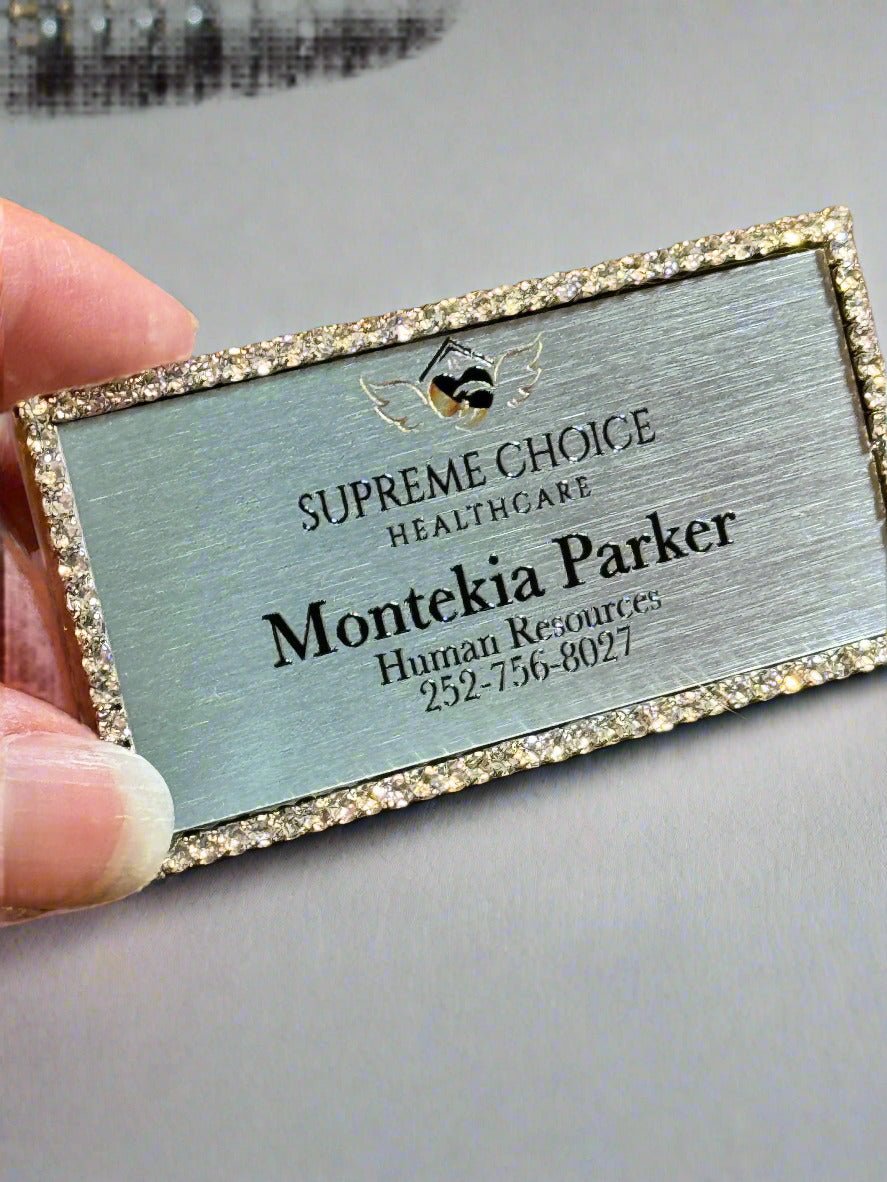 SUPREME CHOICE
HEALTHCARE
Montekia Parker
Human Resources
252-756-8027